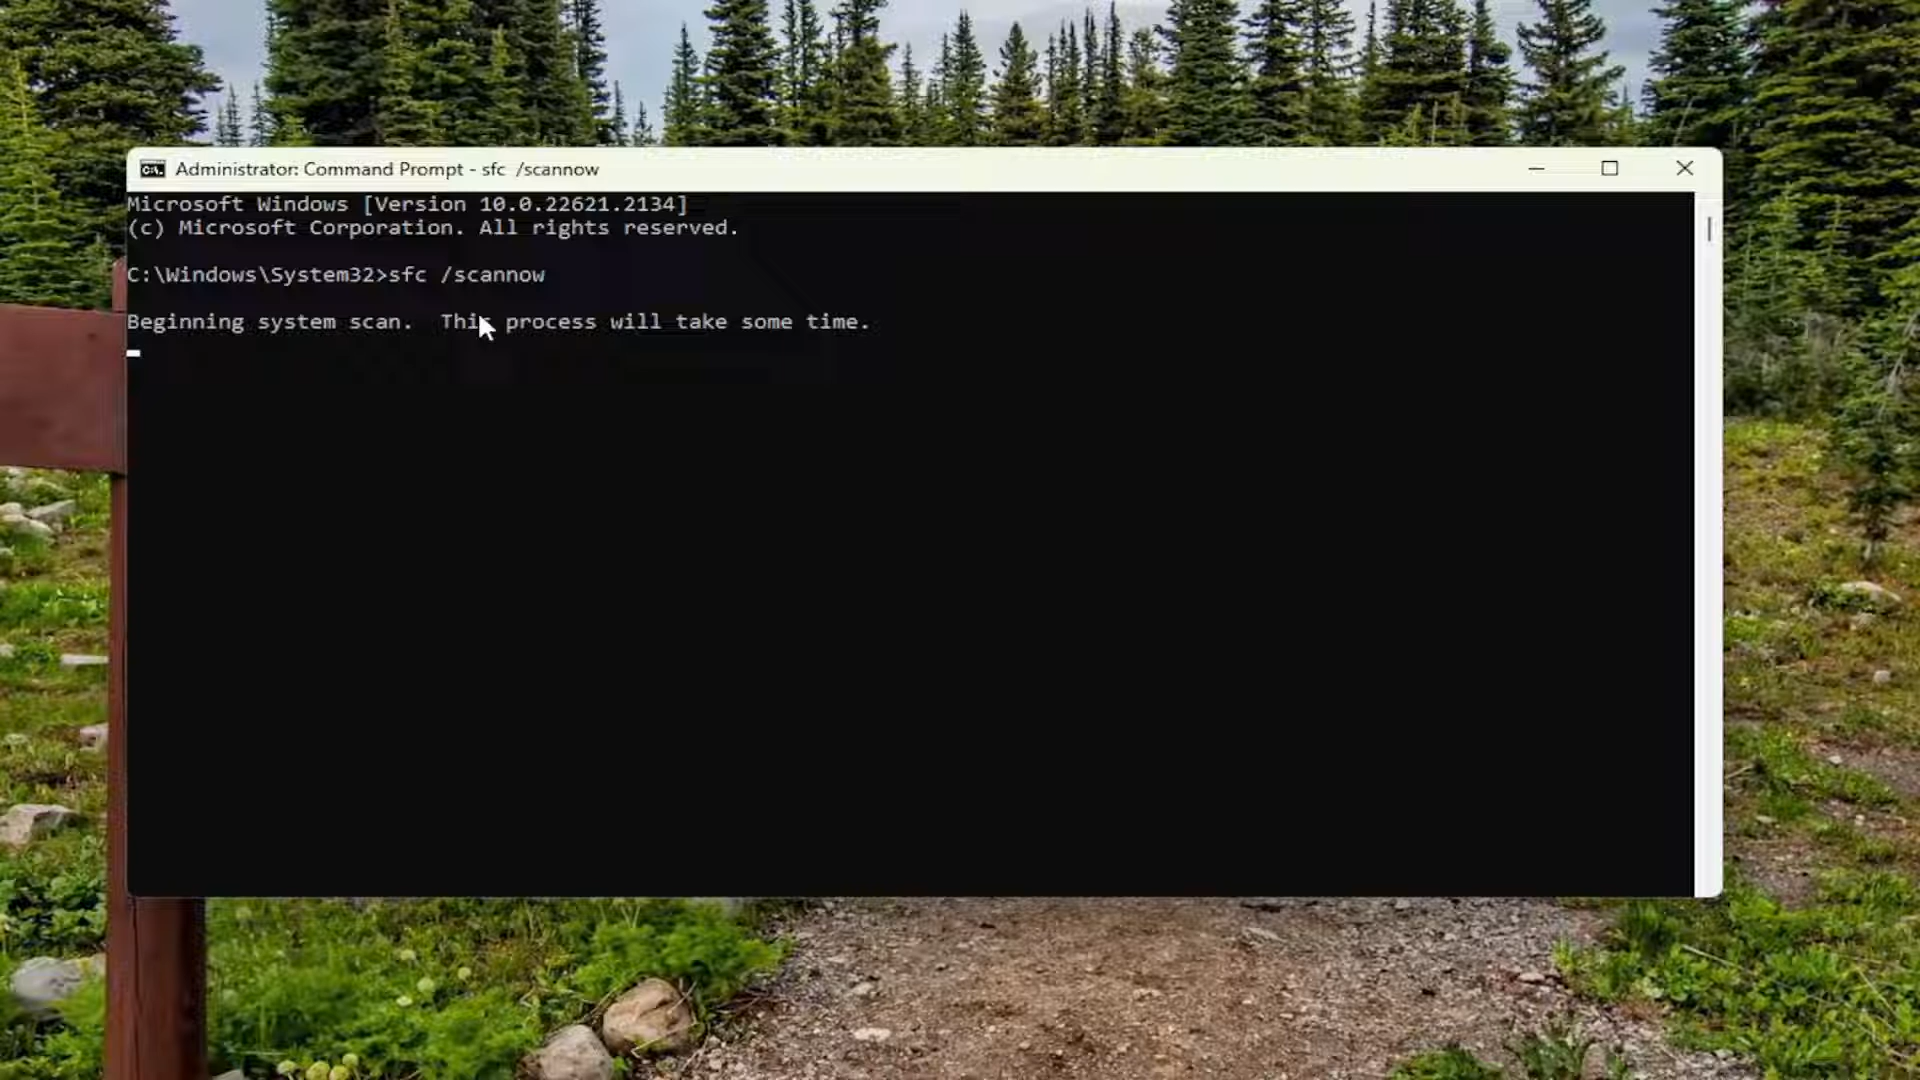 Administrator: Command Prompt - sfc  /scannow
Microsoft Windows [Version 10.0.22621.2134]
(c) Microsoft Corporation. All rights reserved.
C:\Windows\System32>sfc /scannow
Beginning system scan.  This process will take some time.